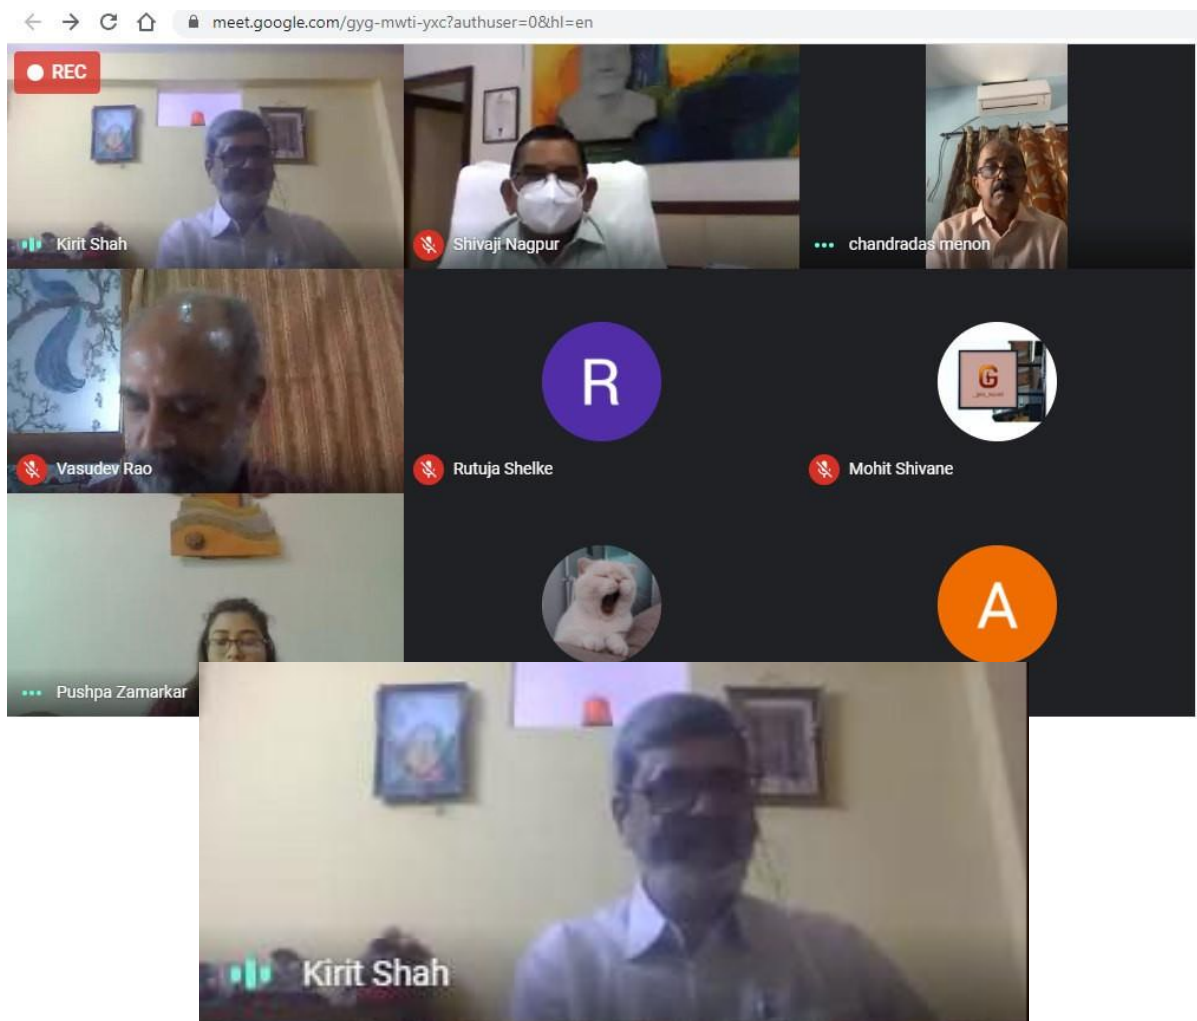 meet.google.com/gyg-mwti-yxc?authuser=0&hl=en
REC
Kirit Shah
Shivaji Nagpur
chandradas menon
Vasudev Rao
R
Rutuja Shelke
G
Mohit Shivane
Pushpa Zamarkar
A
Kirit Shah